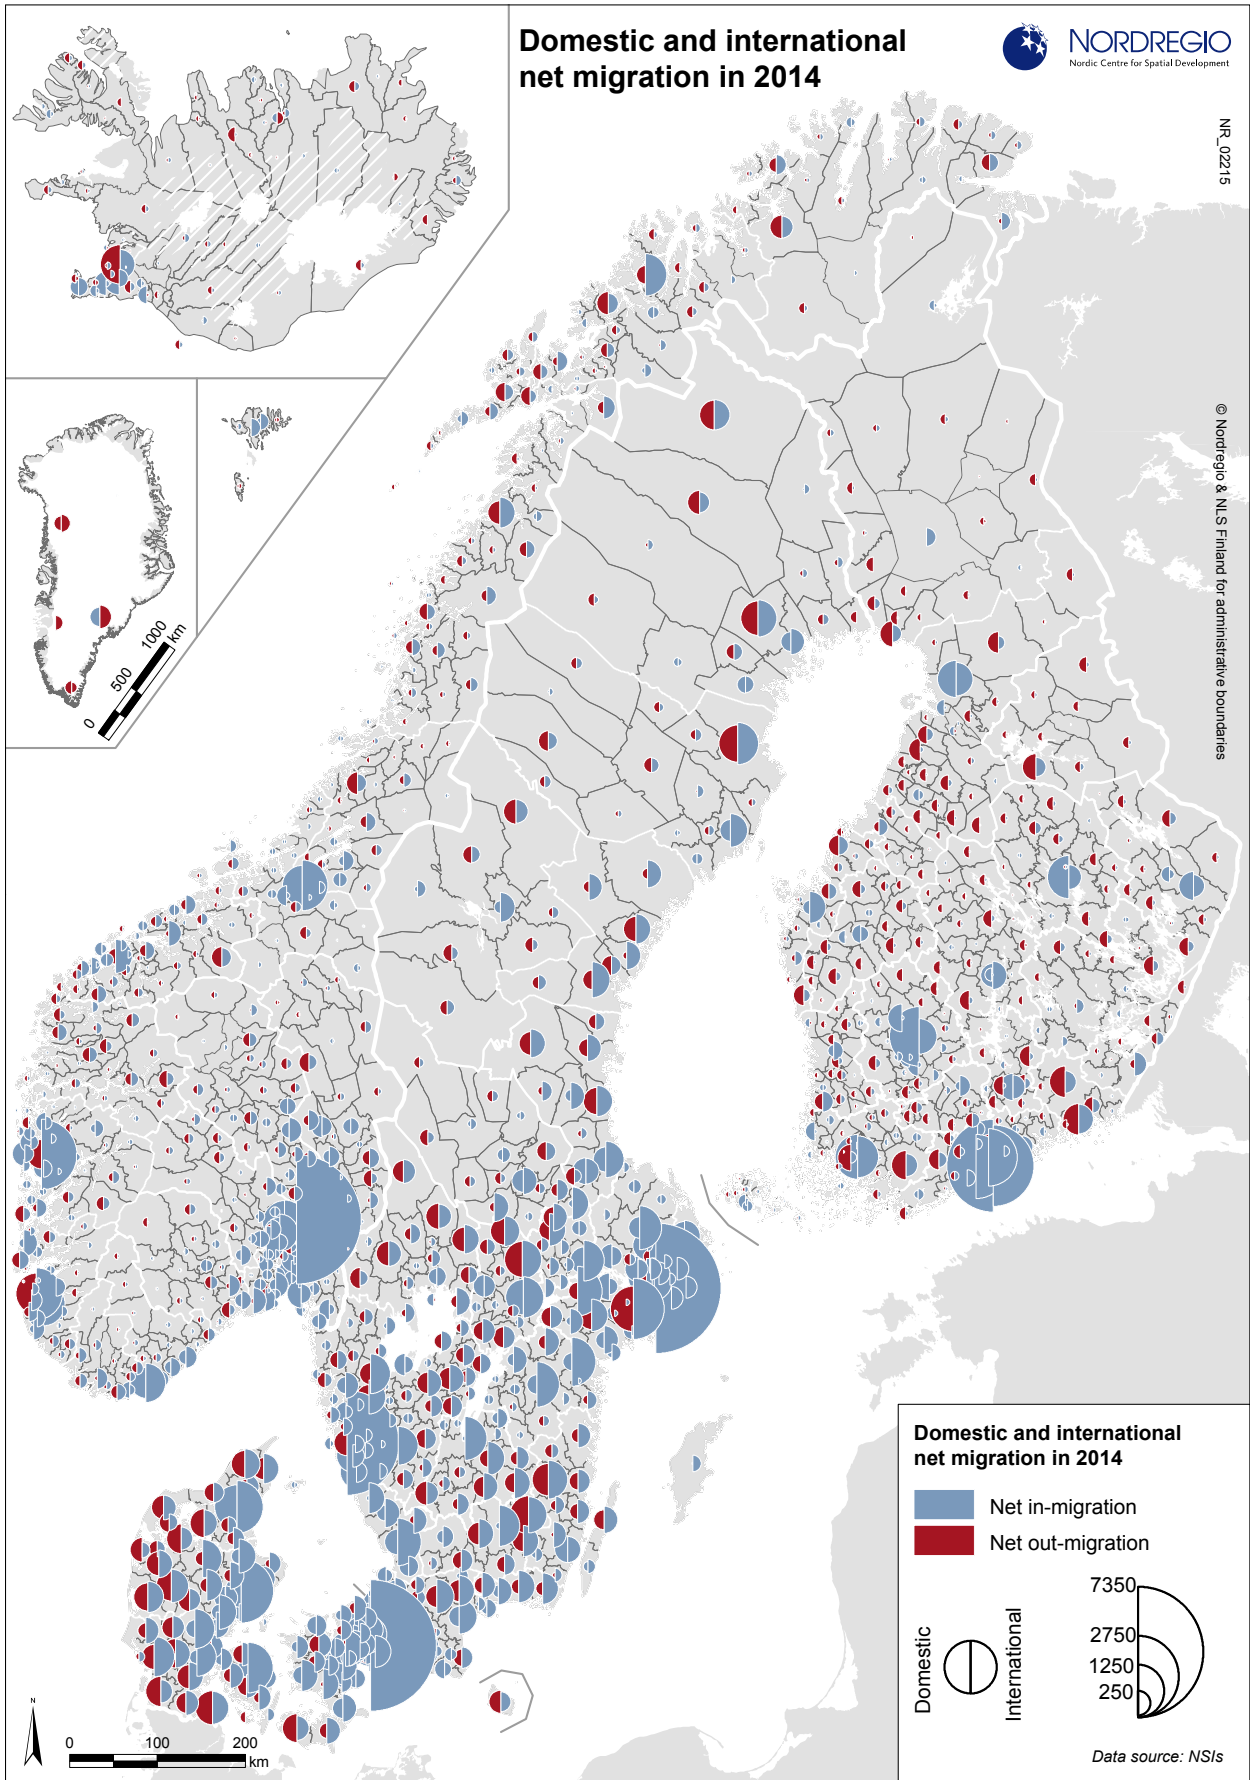 Domestic and international
net migration in 2014
NORDREGIO
Nordic Centre for Spatial Development
NR_02215
© Nordregio & NLS Finland for administrative boundaries
0
500
1000
km
Domestic and international
net migration in 2014
Net in-migration
Net out-migration
Domestic
International
7350
2750
1250
250
Data source: NSIs
N
0 100 200
km